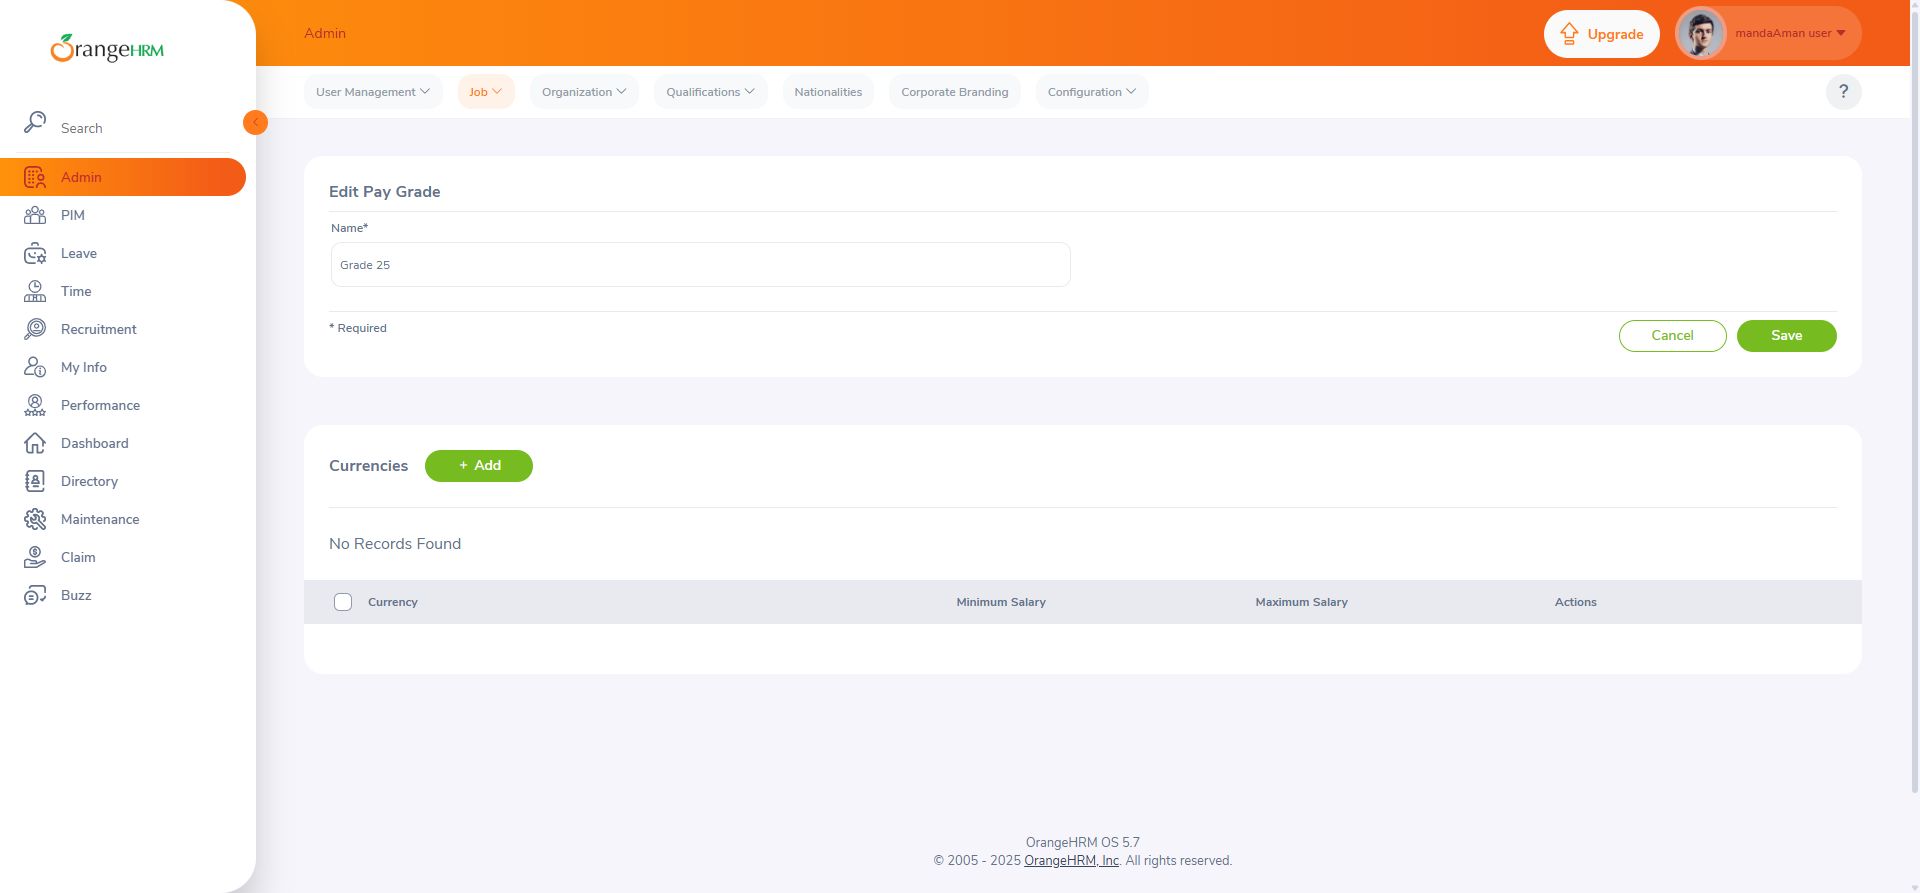 OrangeHRM
Admin
Upgrade
mandaAman user
User Management
Job
Organization
Qualifications
Nationalities
Corporate Branding
Configuration
?
Search
Admin
PIM
Leave
Time
Recruitment
My Info
Performance
Dashboard
Directory
Maintenance
Claim
Buzz
Edit Pay Grade
Name*
Grade 25
* Required
Cancel
Save
Currencies
+ Add
No Records Found
Currency Minimum Salary Maximum Salary Actions
OrangeHRM OS 5.7
© 2005 - 2025 OrangeHRM, Inc. All rights reserved.